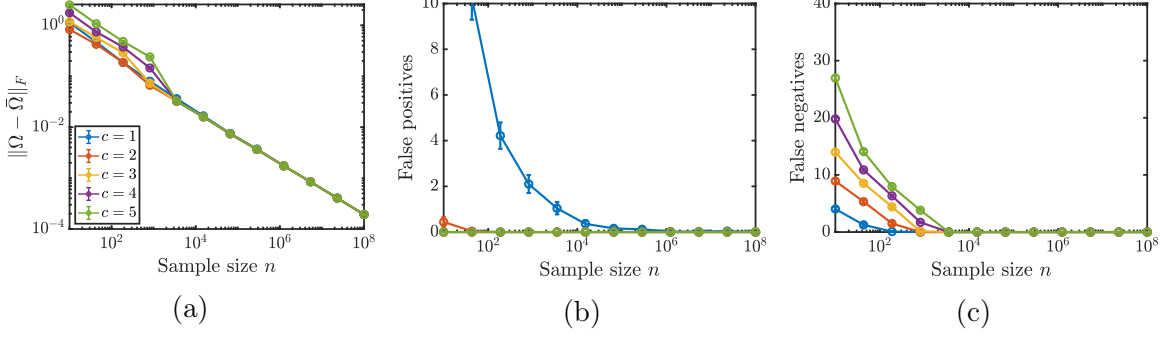 10^0
10^{-2}
10^{-4}
‖Ω − Ω̄‖_F
c = 1
c = 2
c = 3
c = 4
c = 5
10^2 10^4 10^6 10^8
Sample size n
(a)
10
8
6
4
2
0
False positives
10^2 10^4 10^6 10^8
Sample size n
(b)
40
30
20
10
0
False negatives
10^2 10^4 10^6 10^8
Sample size n
(c)